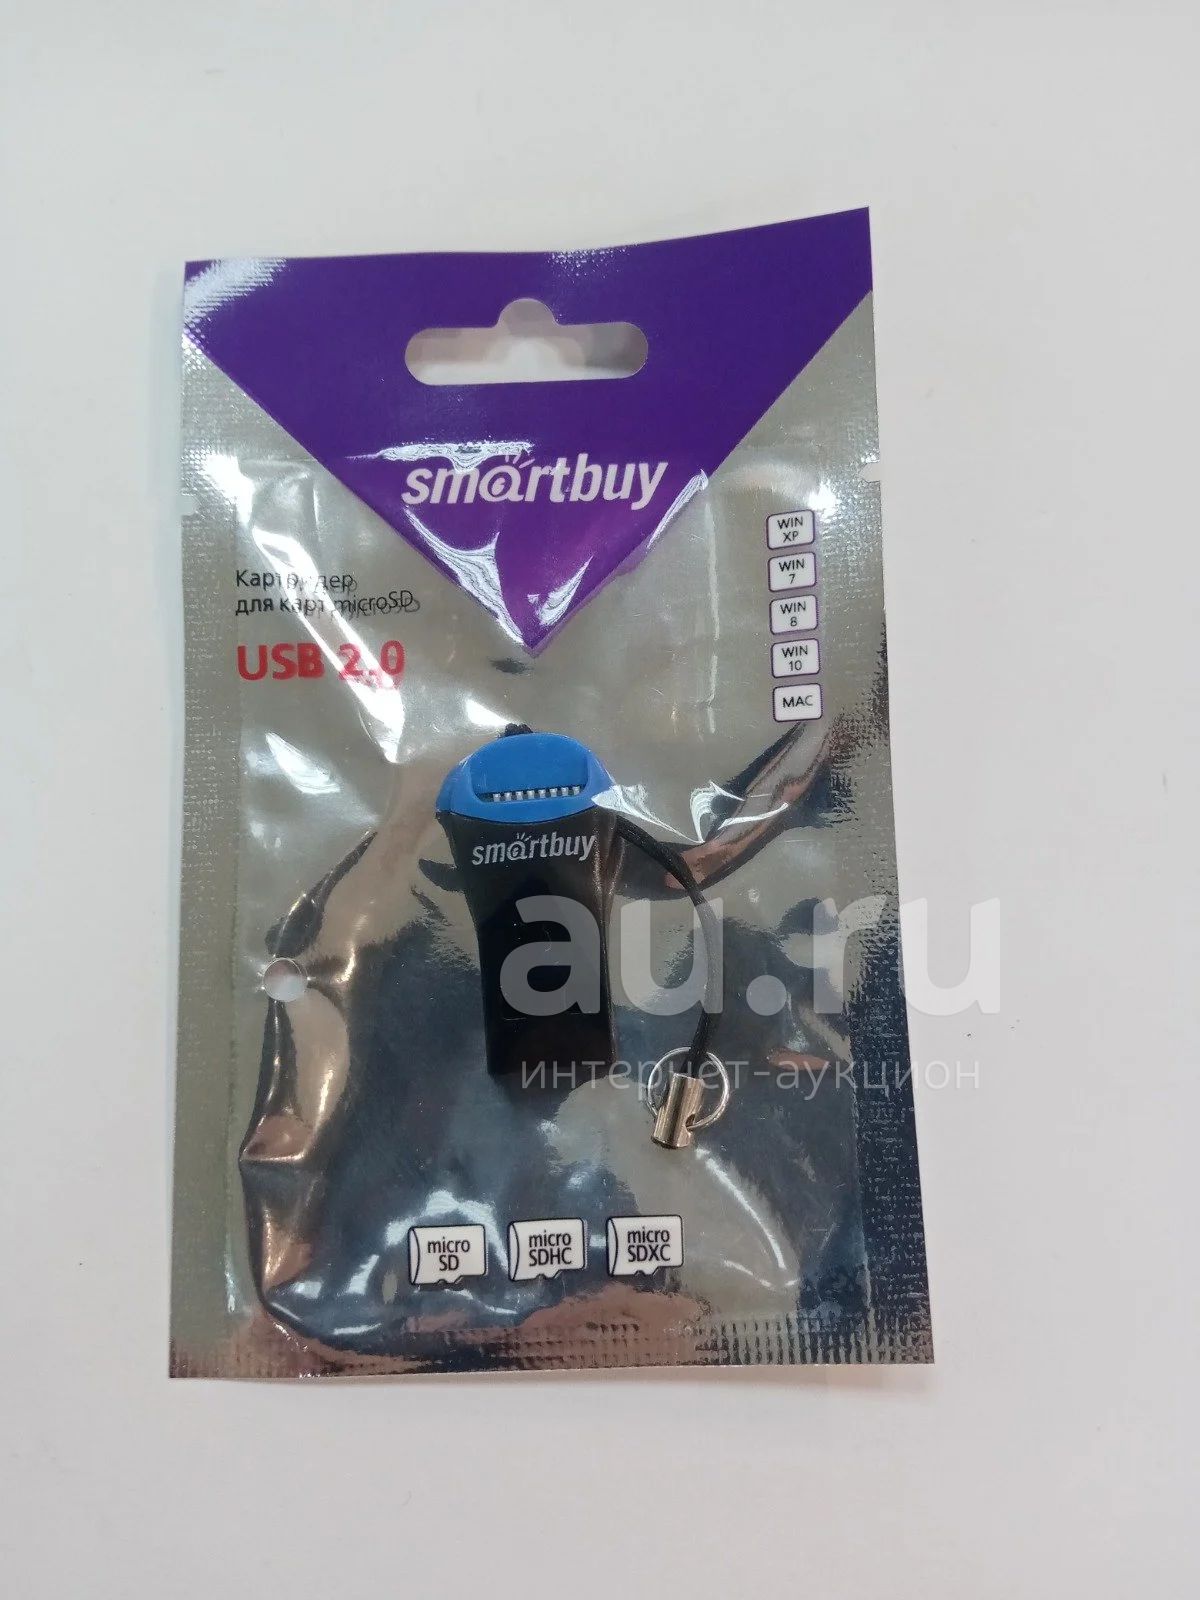 smartbuy
Картридер
для карт microSD
USB 2.0
WIN
XP
WIN
7
WIN
8
WIN
10
MAC
smartbuy
au.ru
интернет-аукцион
micro
SD
micro
SDHC
micro
SDXC